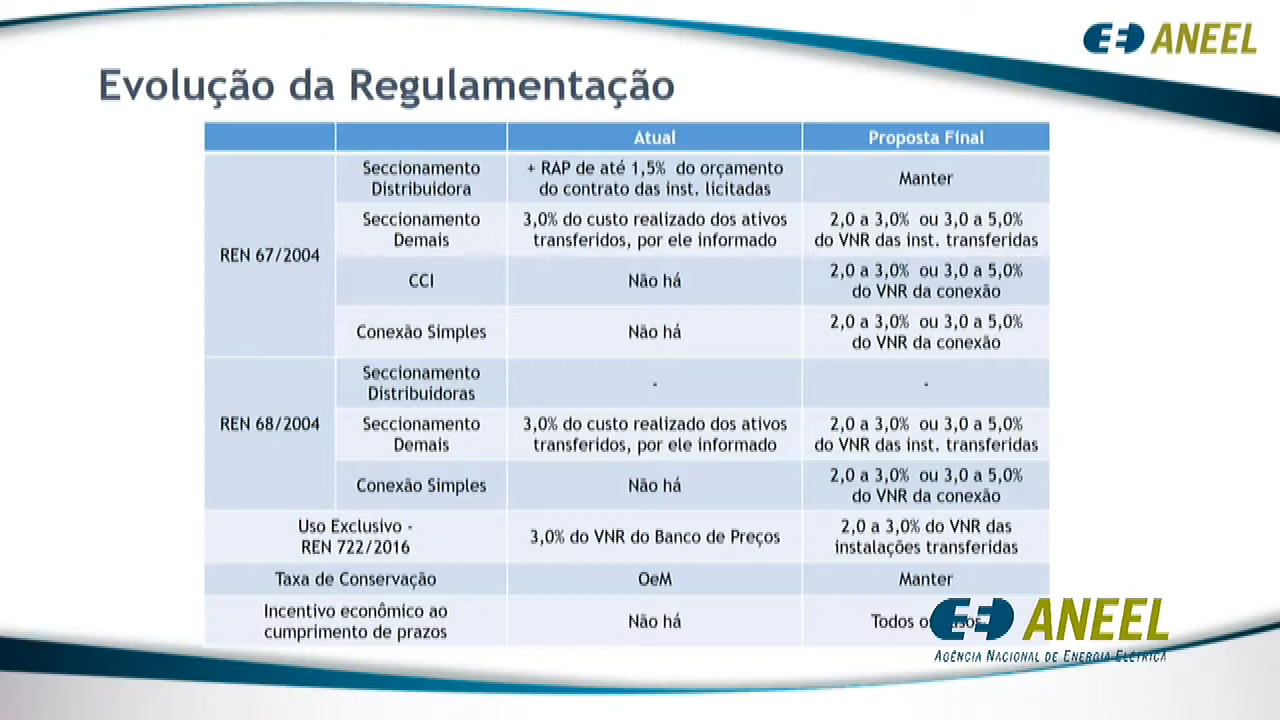 ANEEL
Evolução da Regulamentação
Atual
Proposta Final
REN 67/2004
Seccionamento
Distribuidora
+ RAP de até 1,5% do orçamento
do contrato das inst. licitadas
Manter
Seccionamento
Demais
3,0% do custo realizado dos ativos
transferidos, por ele informado
2,0 a 3,0% ou 3,0 a 5,0%
do VNR das inst. transferidas
CCI
Não há
2,0 a 3,0% ou 3,0 a 5,0%
do VNR da conexão
Conexão Simples
Não há
2,0 a 3,0% ou 3,0 a 5,0%
do VNR da conexão
REN 68/2004
Seccionamento
Distribuidoras
-
-
Seccionamento
Demais
3,0% do custo realizado dos ativos
transferidos, por ele informado
2,0 a 3,0% ou 3,0 a 5,0%
do VNR das inst. transferidas
Conexão Simples
Não há
2,0 a 3,0% ou 3,0 a 5,0%
do VNR da conexão
Uso Exclusivo -
REN 722/2016
3,0% do VNR do Banco de Preços
2,0 a 3,0% do VNR das
instalações transferidas
Taxa de Conservação
OeM
Manter
Incentivo econômico ao
cumprimento de prazos
Não há
Todos
ANEEL
AGÊNCIA NACIONAL DE ENERGIA ELÉTRICA